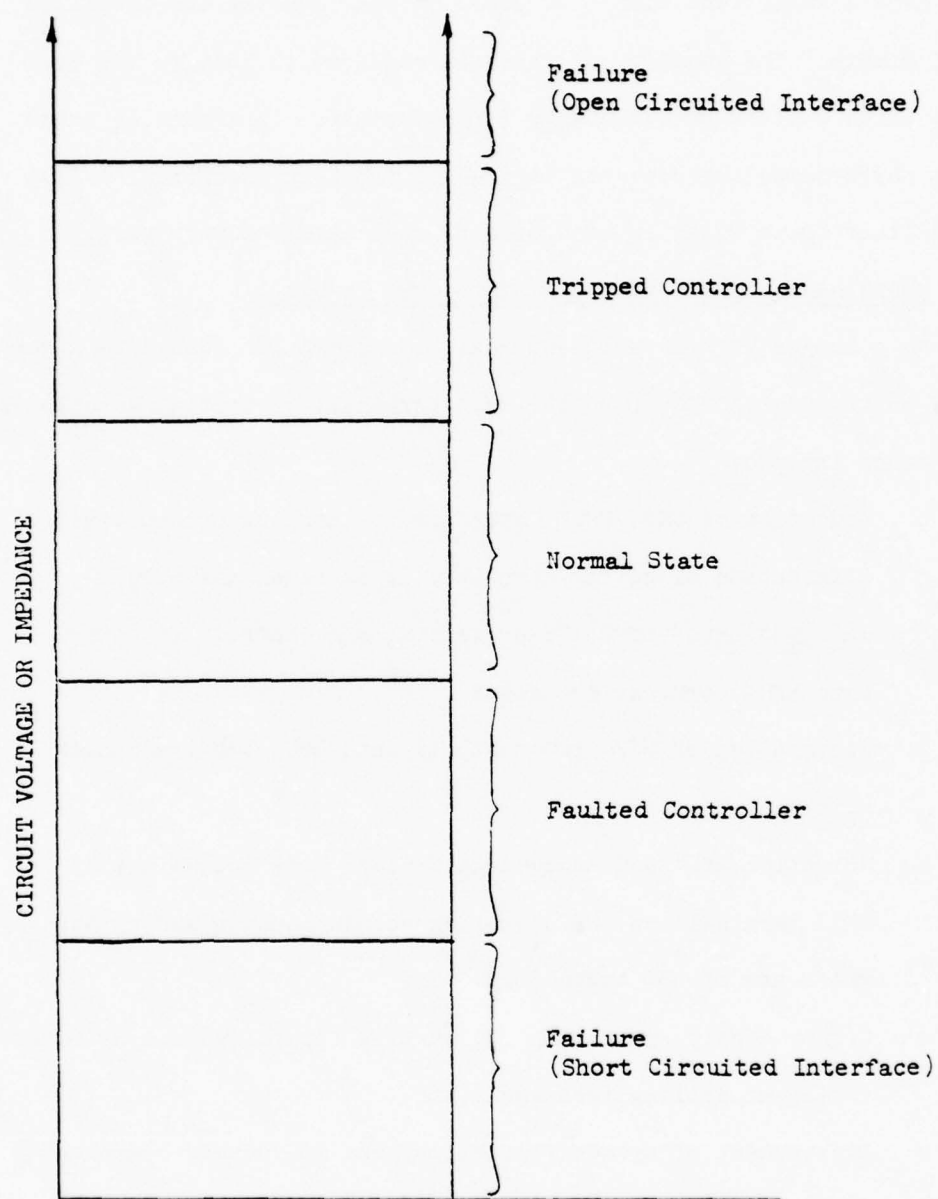 Failure
(Open Circuited Interface)
Tripped Controller
Normal State
CIRCUIT VOLTAGE OR IMPEDANCE
Faulted Controller
Failure
(Short Circuited Interface)